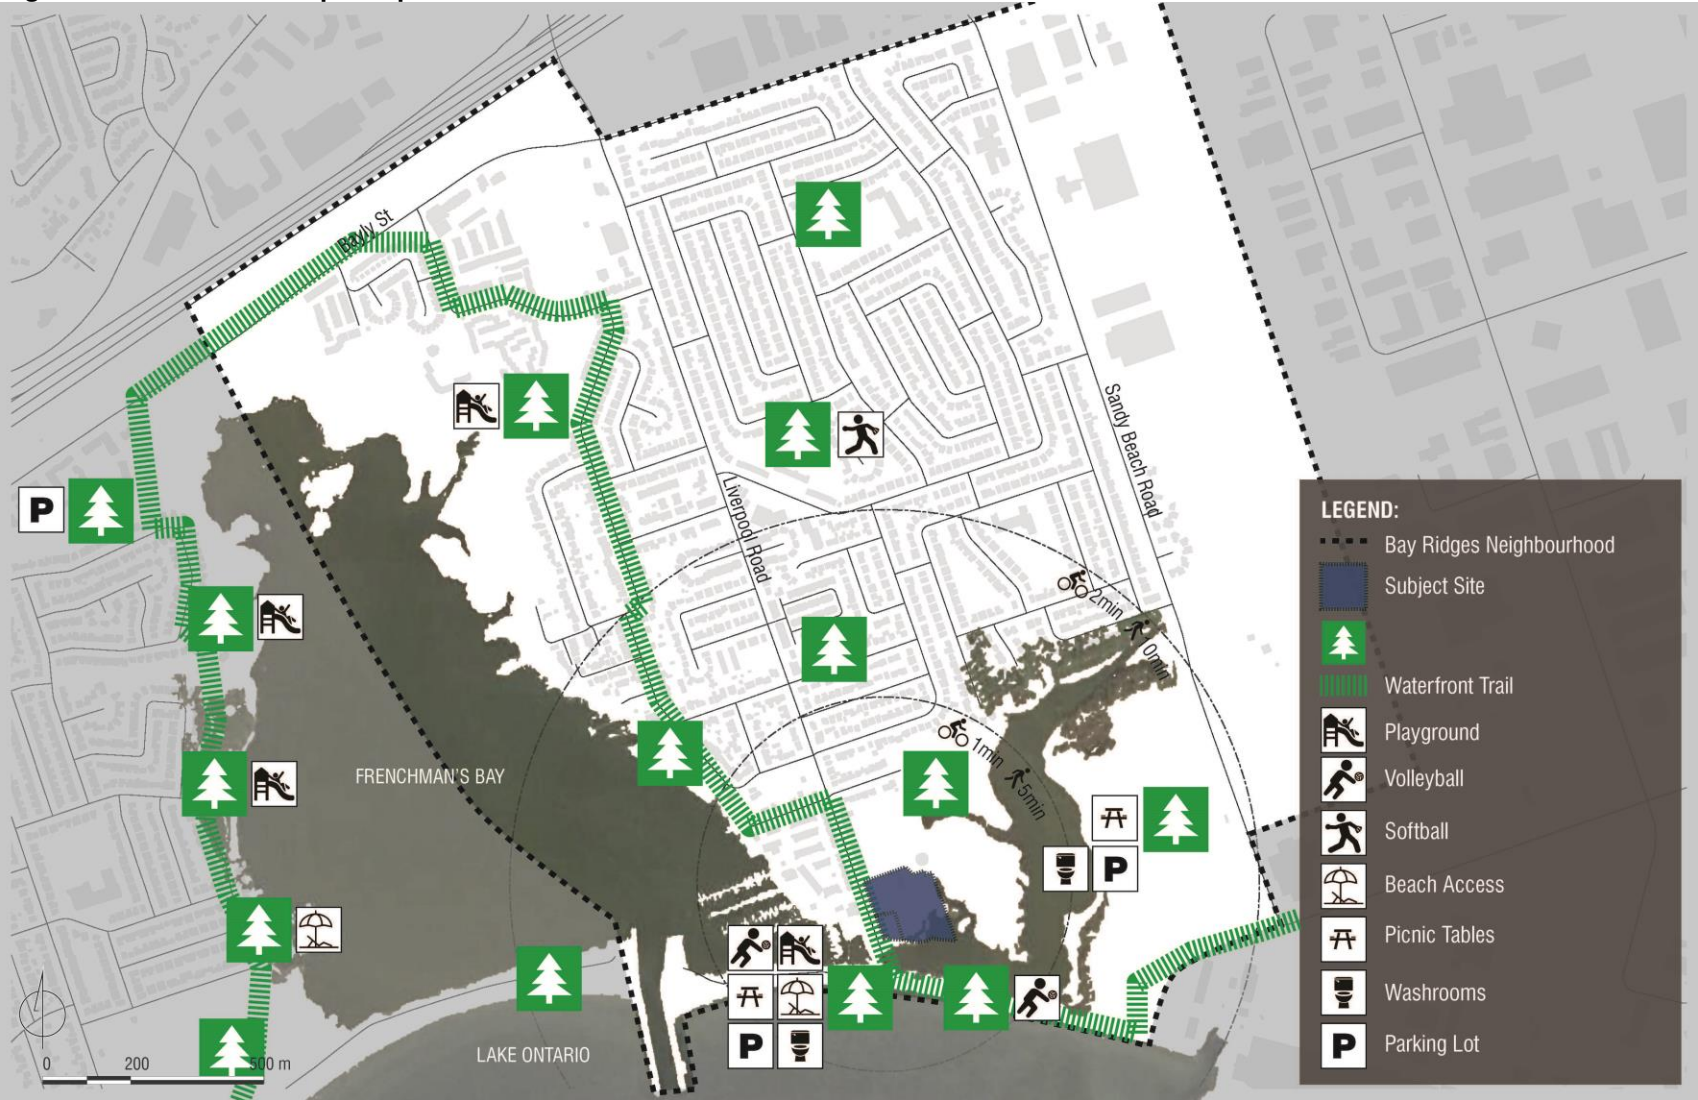 Bayly St
Sandy Beach Road
Liverpool Road
2min
10min
1min
5min
FRENCHMAN'S BAY
LAKE ONTARIO
P
P
P
0 200 500 m
LEGEND:
Bay Ridges Neighbourhood
Subject Site
Waterfront Trail
Playground
Volleyball
Softball
Beach Access
Picnic Tables
Washrooms
P Parking Lot